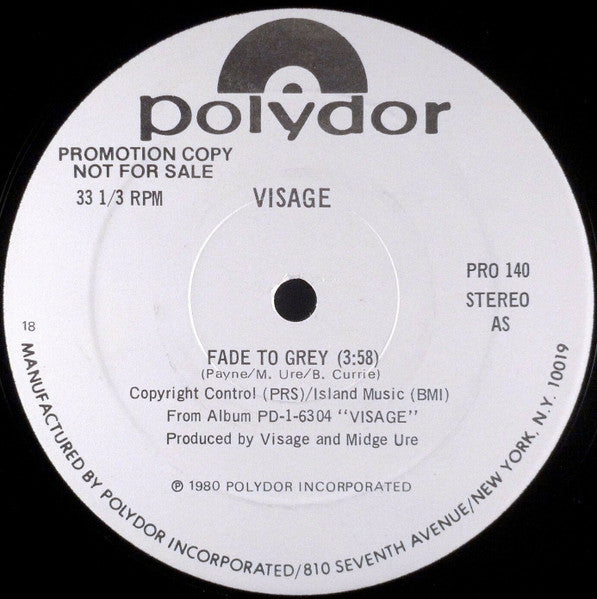 polydor
PROMOTION COPY
NOT FOR SALE
33 1/3 RPM
VISAGE
PRO 140
STEREO
AS
18
FADE TO GREY (3:58)
(Payne/M. Ure/B. Currie)
Copyright Control (PRS)/Island Music (BMI)
From Album PD-1-6304 "VISAGE"
Produced by Visage and Midge Ure
℗ 1980 POLYDOR INCORPORATED
MANUFACTURED BY POLYDOR INCORPORATED/810 SEVENTH AVENUE/NEW YORK, N.Y. 10019